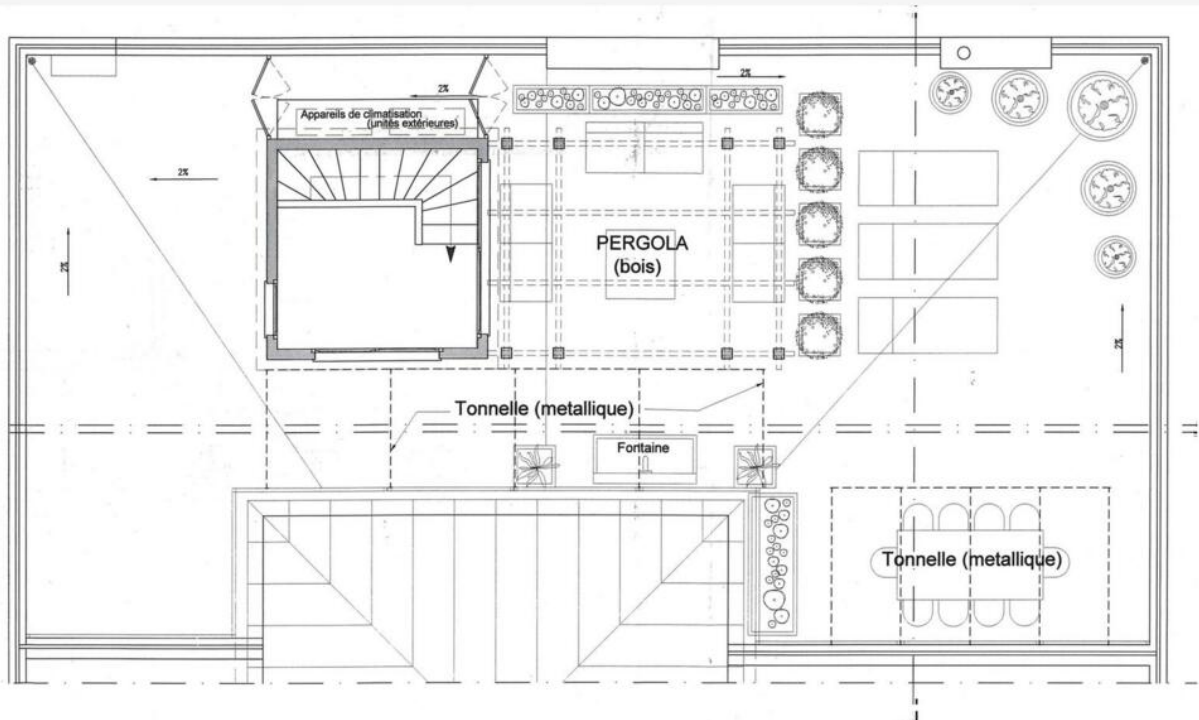 2%
2%
Appareils de climatisation
(unités extérieures)
2%
2%
PERGOLA
(bois)
2%
Tonnelle (metallique)
Fontaine
Tonnelle (metallique)